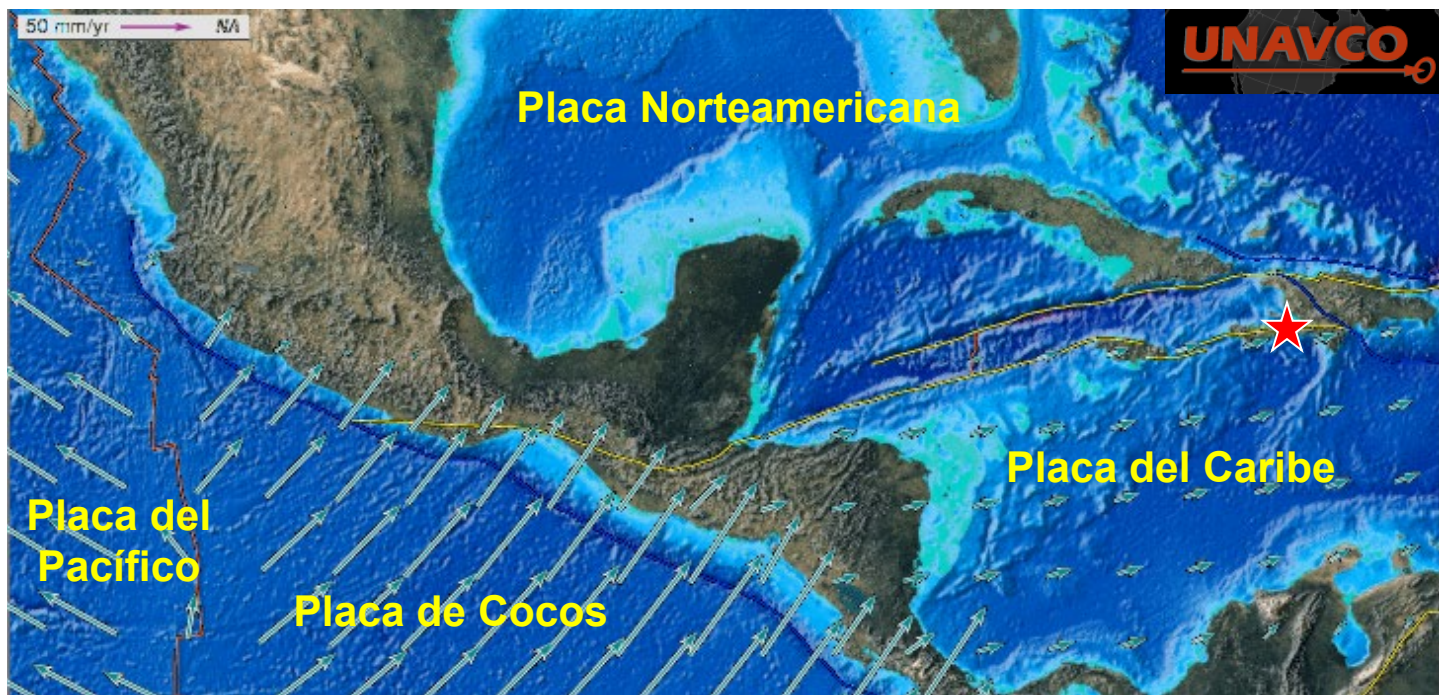 50 mm/yr NA
UNAVCO
Placa Norteamericana
Placa del Caribe
Placa del
Pacífico
Placa de Cocos